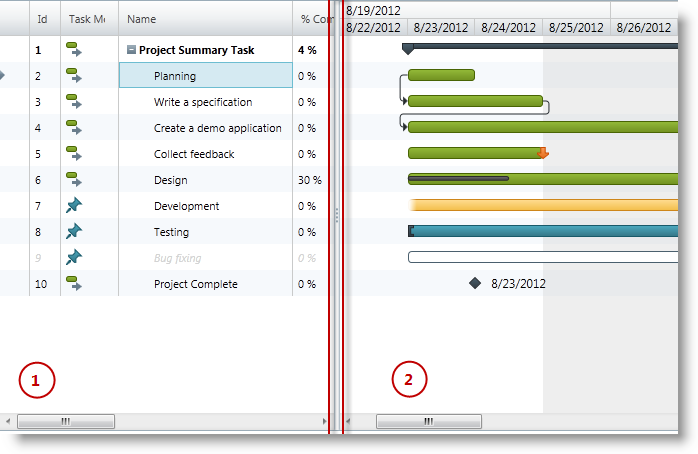 8/19/2012
Id Task Mo Name % Com 8/22/2012 8/23/2012 8/24/2012 8/25/2012 8/26/2012
1 Project Summary Task 4 %
2 Planning 0 %
3 Write a specification 0 %
4 Create a demo application 0 %
5 Collect feedback 0 %
6 Design 30 %
7 Development 0 %
8 Testing 0 %
9 Bug fixing 0 %
10 Project Complete 0 % 8/23/2012
1 2